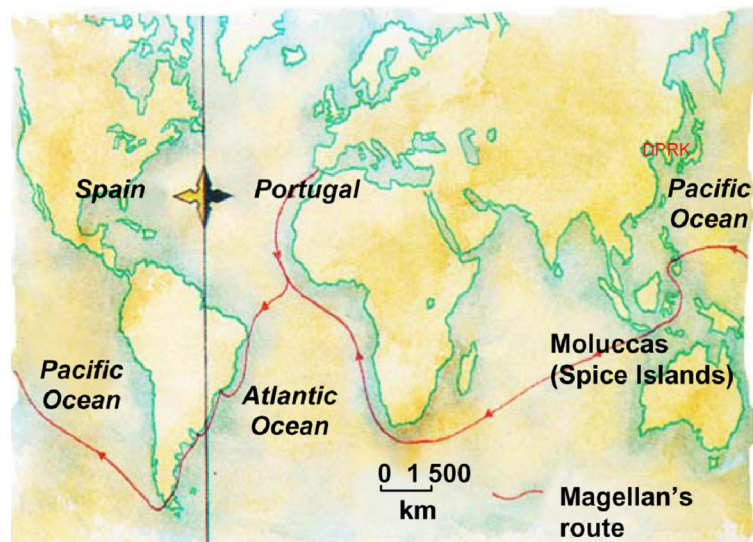 DPRK
Spain
Portugal
Pacific
Ocean
Moluccas
(Spice Islands)
Pacific
Ocean
Atlantic
Ocean
0 1 500
km
Magellan's
route